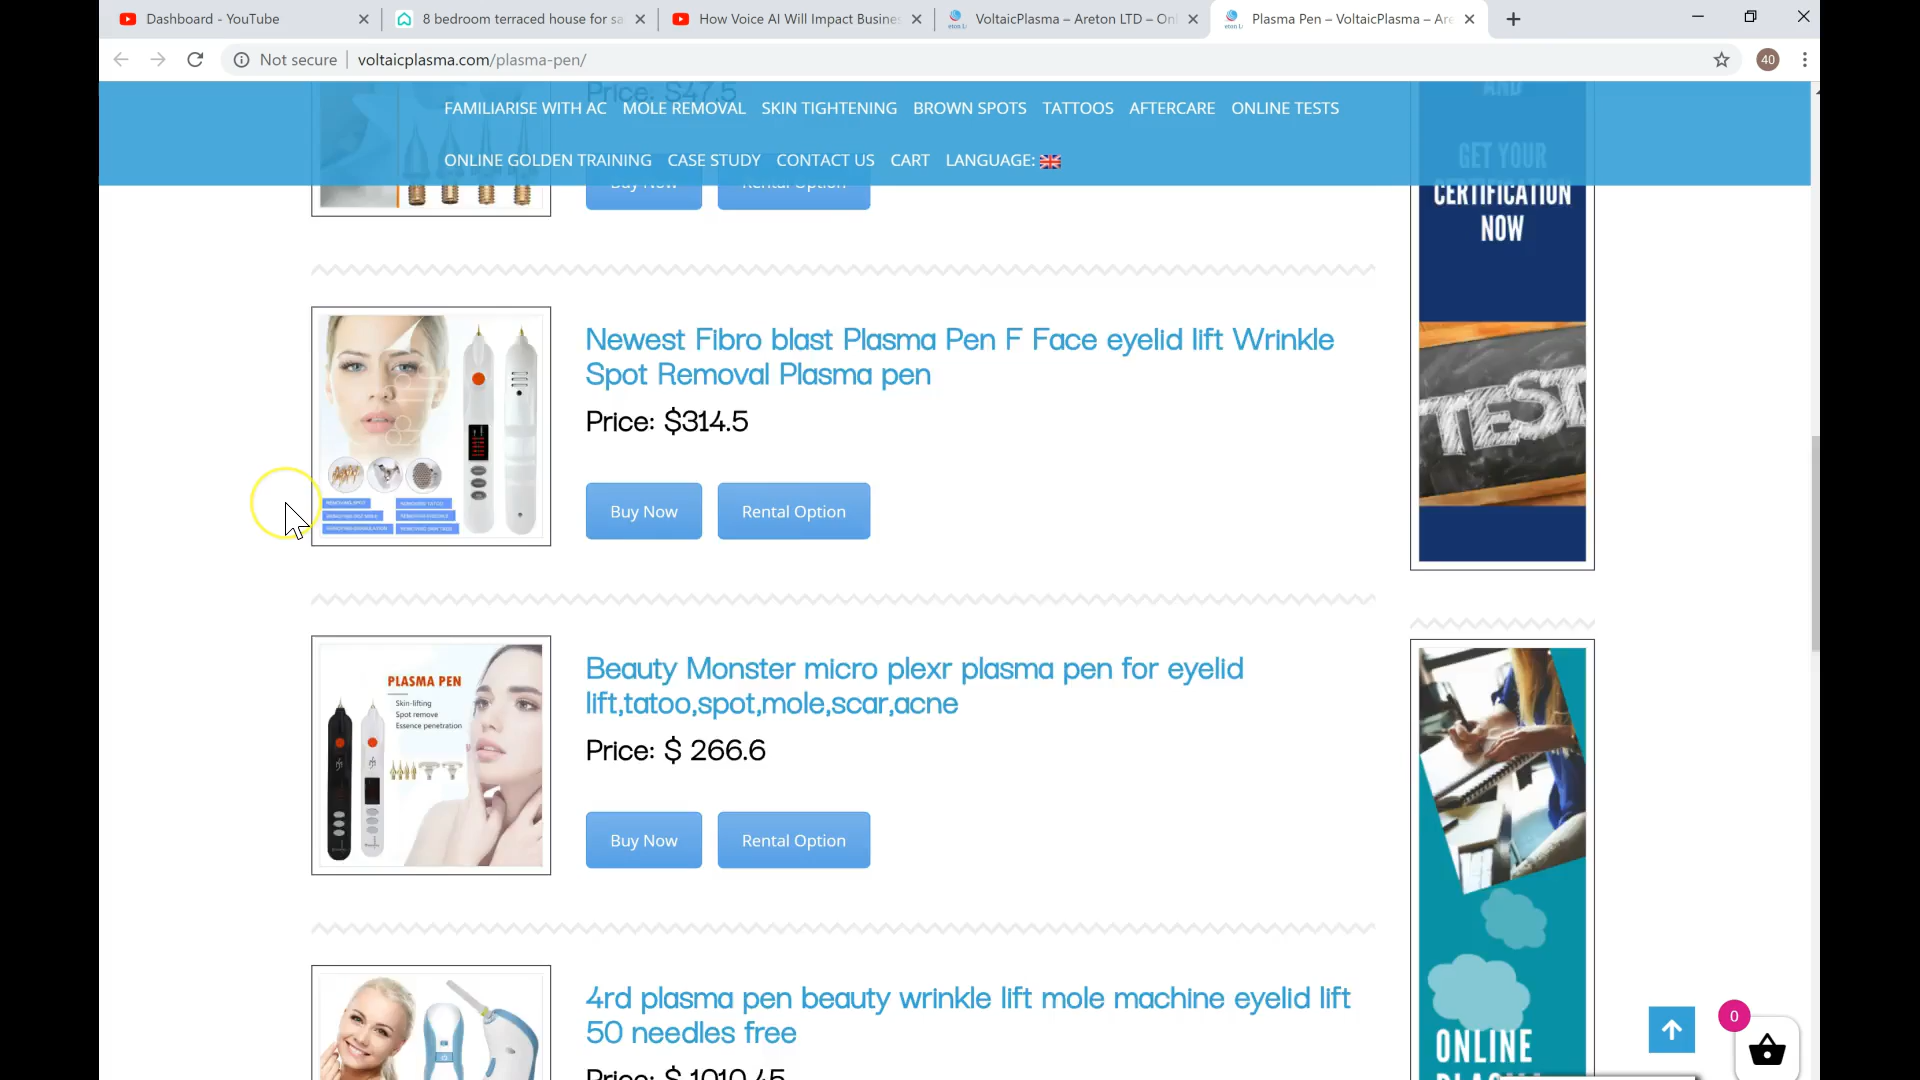 Dashboard - YouTube
8 bedroom terraced house for sa
How Voice AI Will Impact Busine
VoltaicPlasma – Areton LTD – Onl
Plasma Pen – VoltaicPlasma – Are
Not secure
voltaicplasma.com/plasma-pen/
40
Price: $47.5
FAMILIARISE WITH AC
MOLE REMOVAL
SKIN TIGHTENING
BROWN SPOTS
TATTOOS
AFTERCARE
ONLINE TESTS
ONLINE GOLDEN TRAINING
CASE STUDY
CONTACT US
CART
LANGUAGE:
Buy Now
Rental Option
AND
GET YOUR
CERTIFICATION
NOW
TEST
Newest Fibro blast Plasma Pen F Face eyelid lift Wrinkle
Spot Removal Plasma pen
Price: $314.5
Buy Now
Rental Option
Beauty Monster micro plexr plasma pen for eyelid
lift,tatoo,spot,mole,scar,acne
Price: $ 266.6
Buy Now
Rental Option
PLASMA PEN
Skin-lifting
Spot remove
Essence penetration
4rd plasma pen beauty wrinkle lift mole machine eyelid lift
50 needles free
Price: $ 1010.45
ONLINE
PLASMA
0